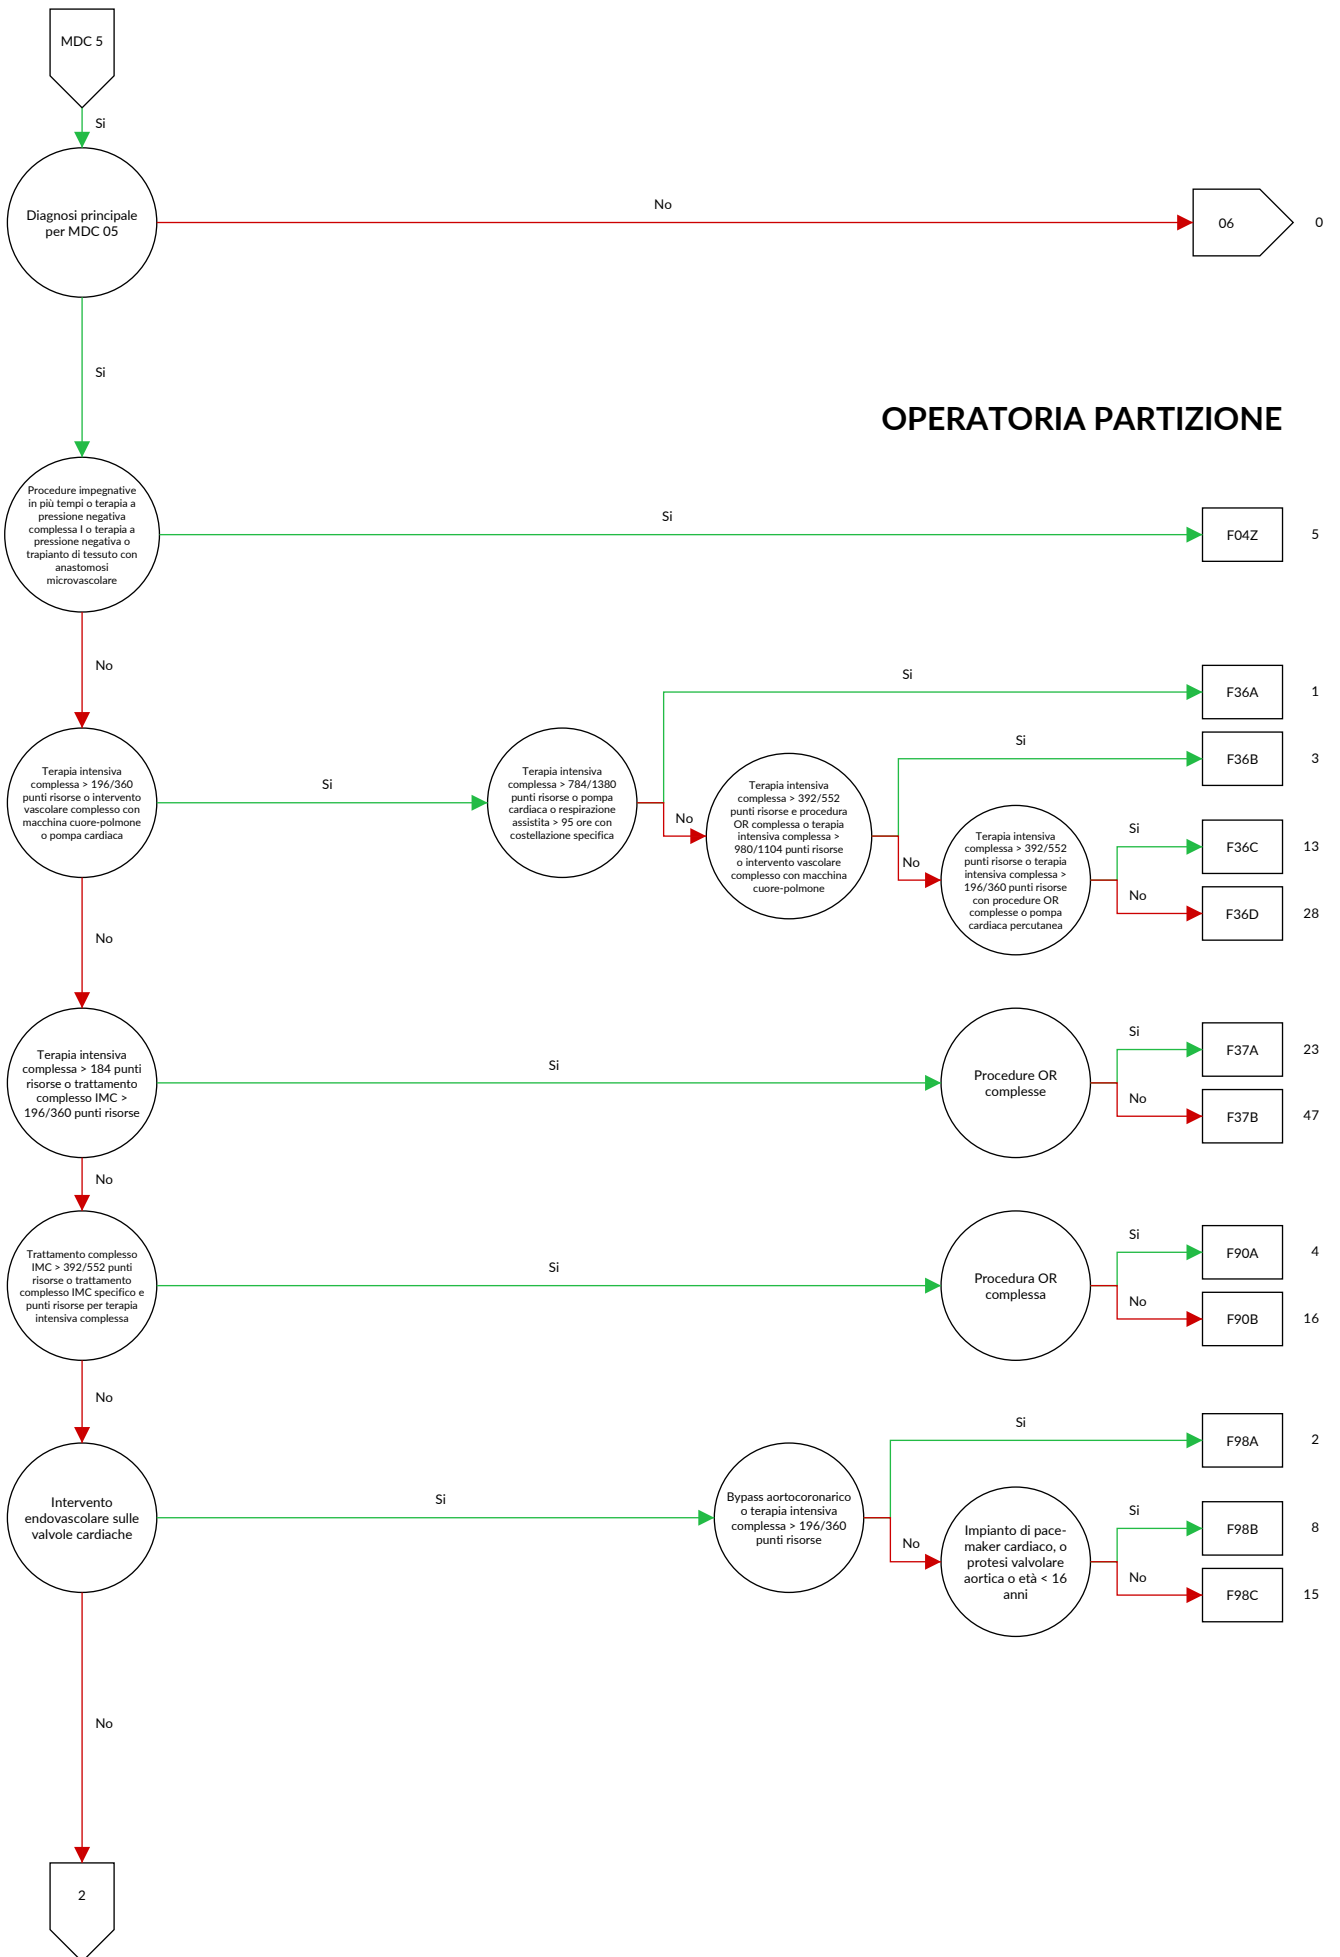 MDC 5
Si
Diagnosi principale
per MDC 05
No
06
0
Si
OPERATORIA PARTIZIONE
Procedure impegnative
in più tempi o terapia a
pressione negativa
complessa I o terapia a
pressione negativa o
trapianto di tessuto con
anastomosi
microvascolare
Si
F04Z
5
No
Terapia intensiva
complessa > 196/360
punti risorse o intervento
vascolare complesso con
macchina cuore-polmone
o pompa cardiaca
Si
Terapia intensiva
complessa > 784/1380
punti risorse o pompa
cardiaca o respirazione
assistita > 95 ore con
costellazione specifica
Si
F36A
1
No
Terapia intensiva
complessa > 392/552
punti risorse e procedura
OR complessa o terapia
intensiva complessa >
980/1104 punti risorse
o intervento vascolare
complesso con macchina
cuore-polmone
Si
F36B
3
No
Terapia intensiva
complessa > 392/552
punti risorse o terapia
intensiva complessa >
196/360 punti risorse
con procedure OR
complesse o pompa
cardiaca percutanea
Si
F36C
13
No
F36D
28
No
Terapia intensiva
complessa > 184 punti
risorse o trattamento
complesso IMC >
196/360 punti risorse
Si
Procedure OR
complesse
Si
F37A
23
No
F37B
47
No
Trattamento complesso
IMC > 392/552 punti
risorse o trattamento
complesso IMC specifico e
punti risorse per terapia
intensiva complessa
Si
Procedura OR
complessa
Si
F90A
4
No
F90B
16
No
Intervento
endovascolare sulle
valvole cardiache
Si
Bypass aortocoronarico
o terapia intensiva
complessa > 196/360
punti risorse
Si
F98A
2
No
Impianto di pace-
maker cardiaco, o
protesi valvolare
aortica o età < 16
anni
Si
F98B
8
No
F98C
15
No
2